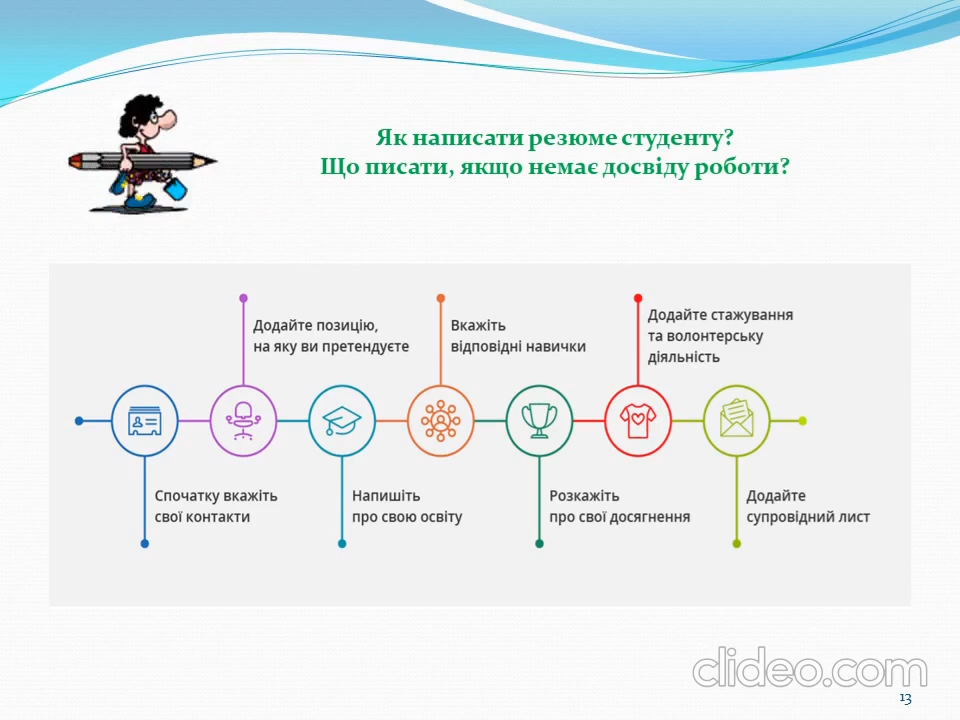 Як написати резюме студенту?
Що писати, якщо немає досвіду роботи?
Спочатку вкажіть
свої контакти
Додайте позицію,
на яку ви претендуєте
Напишіть
про свою освіту
Вкажіть
відповідні навички
Розкажіть
про свої досягнення
Додайте стажування
та волонтерську
діяльність
Додайте
супровідний лист
clideo.com
13